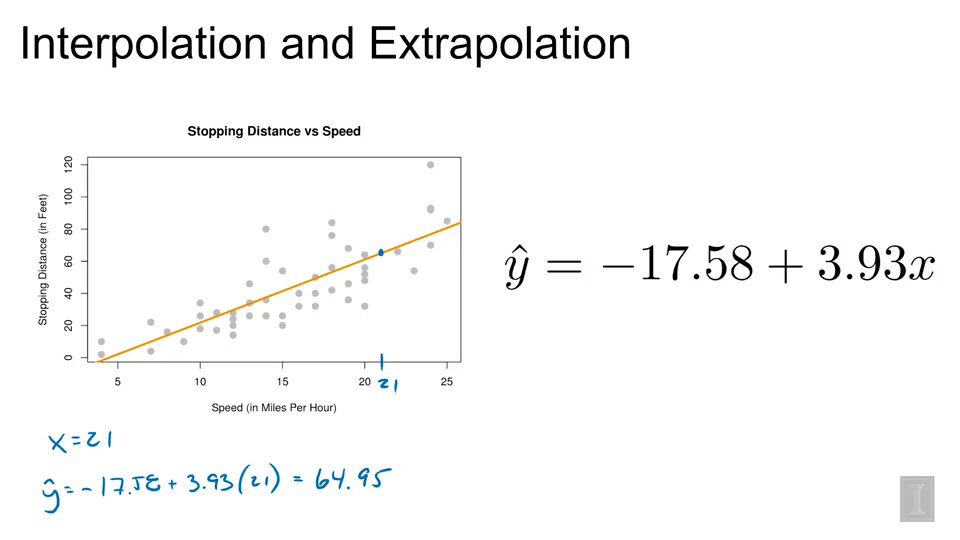 Interpolation and Extrapolation
Stopping Distance vs Speed
Stopping Distance (in Feet)
0 20 40 60 80 100 120
5 10 15 20 25
21
Speed (in Miles Per Hour)
ŷ = −17.58 + 3.93x
x = 21
ŷ = -17.58 + 3.93(21) = 64.95
I